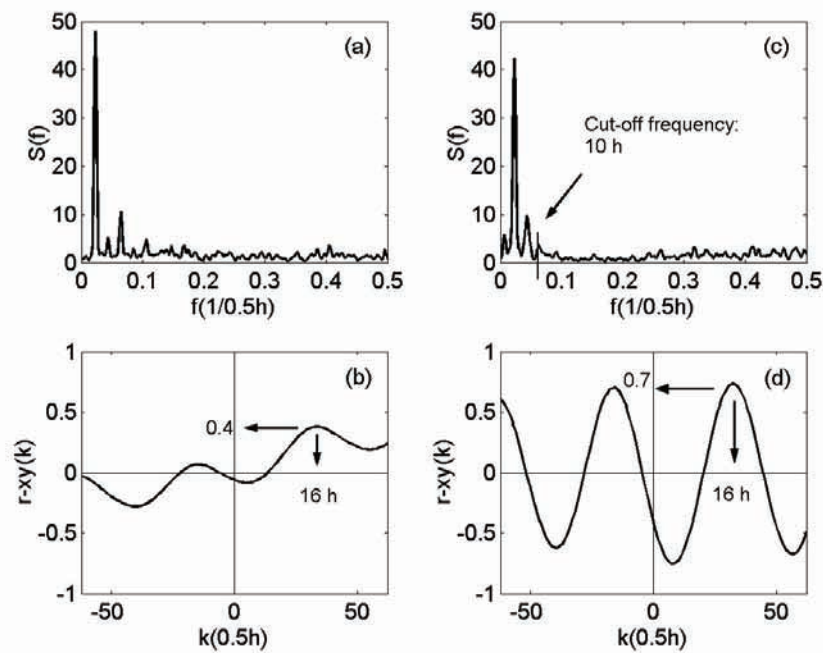 50
40
30
20
10
0
S(f)
(a)
0 0.1 0.2 0.3 0.4 0.5
f(1/0.5h)
50
40
30
20
10
0
S(f)
(c)
Cut-off frequency:
10 h
0 0.1 0.2 0.3 0.4 0.5
f(1/0.5h)
1
0.5
0
-0.5
-1
r-xy(k)
(b)
0.4
16 h
-50 0 50
k(0.5h)
1
0.5
0
-0.5
-1
r-xy(k)
(d)
0.7
16 h
-50 0 50
k(0.5h)